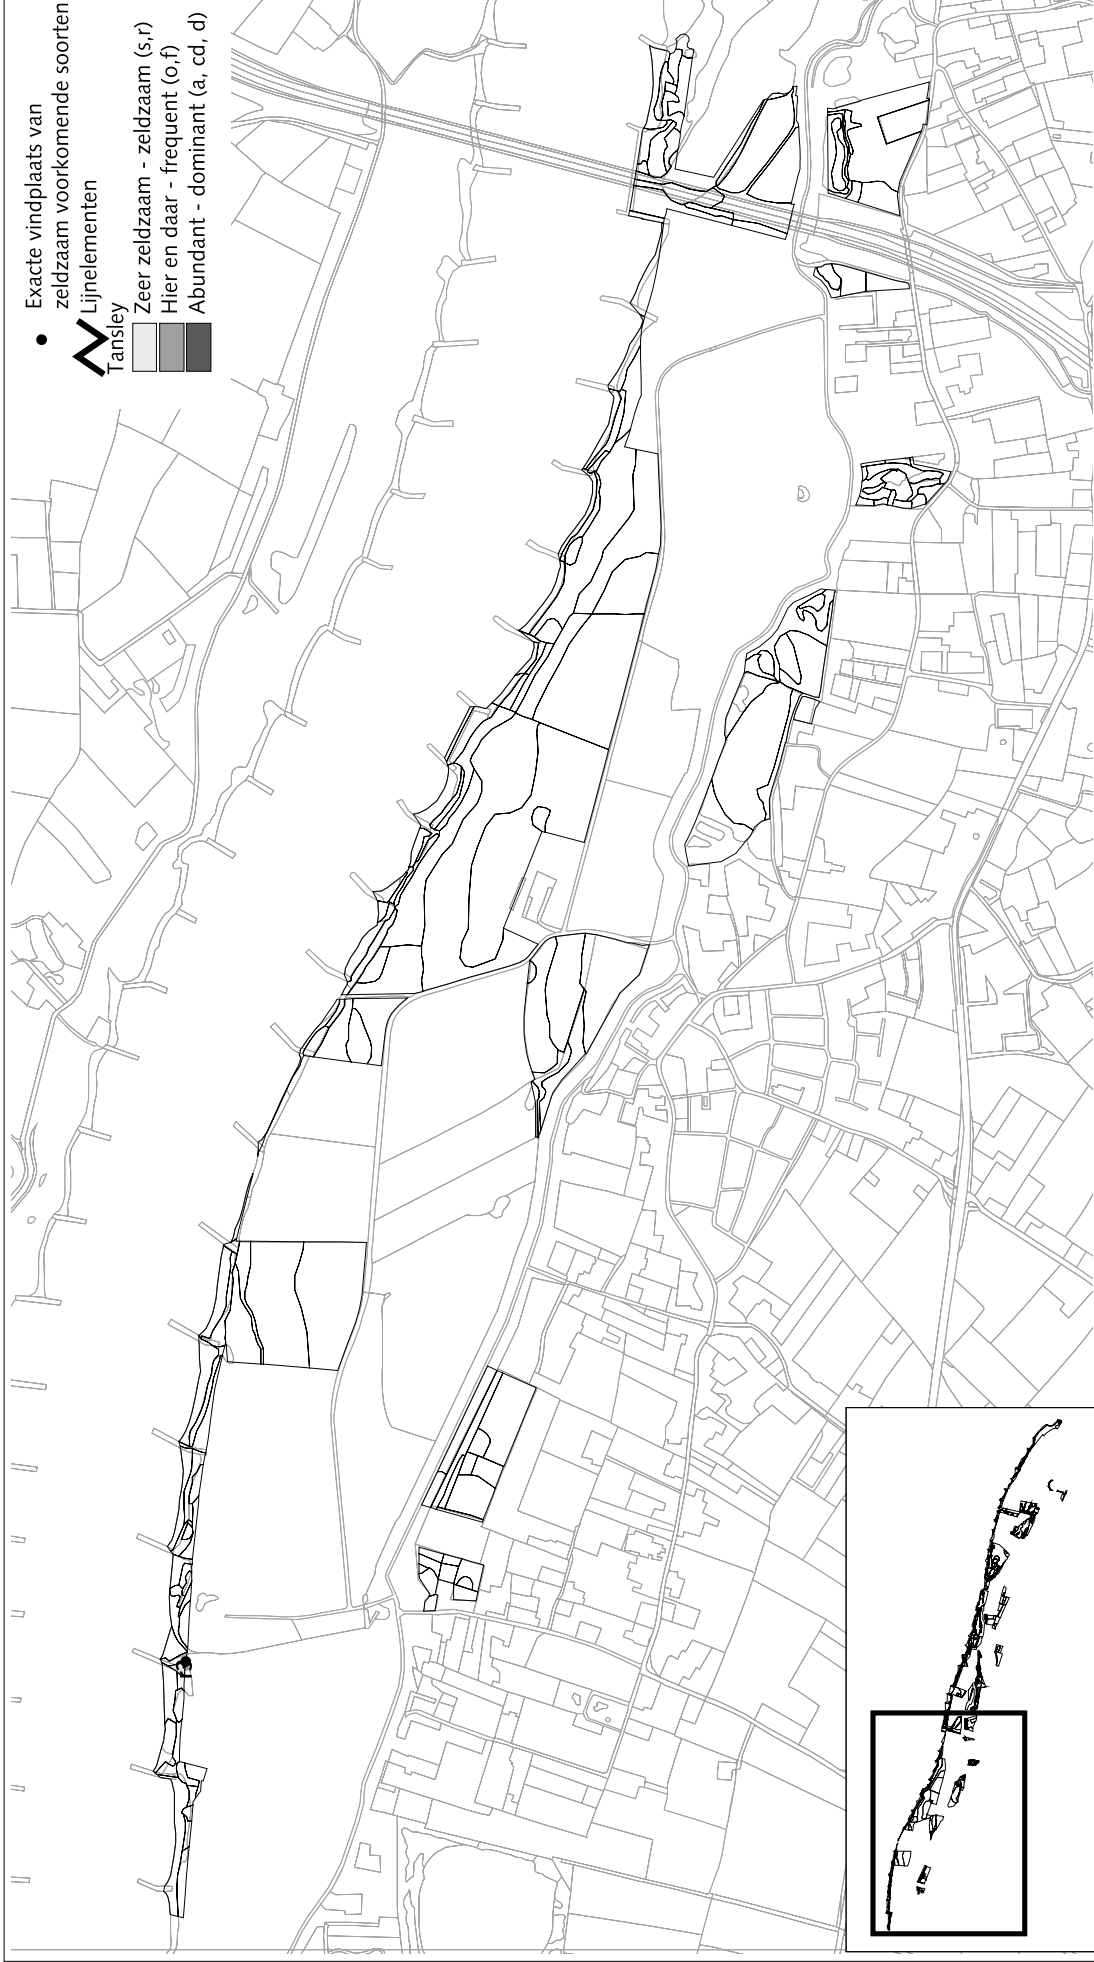 Exacte vindplaats van
zeldzaam voorkomende soorten
Lijnelementen
Tansley
Zeer zeldzaam - zeldzaam (s,r)
Hier en daar - frequent (o,f)
Abundant - dominant (a, cd, d)